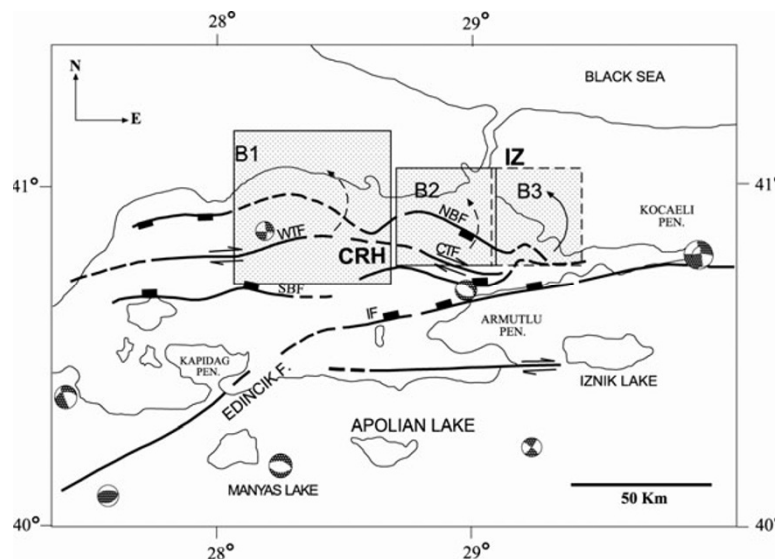 28° 29°
N
E
BLACK SEA
B1
IZ
B2
B3
41°
41°
NBF
KOCAELI
PEN.
WTF
CRH
CTF
SBF
IF
ARMUTLU
PEN.
KAPIDAG
PEN.
EDINCIK F.
IZNIK LAKE
APOLIAN LAKE
MANYAS LAKE
50 Km
40°
40°
28° 29°